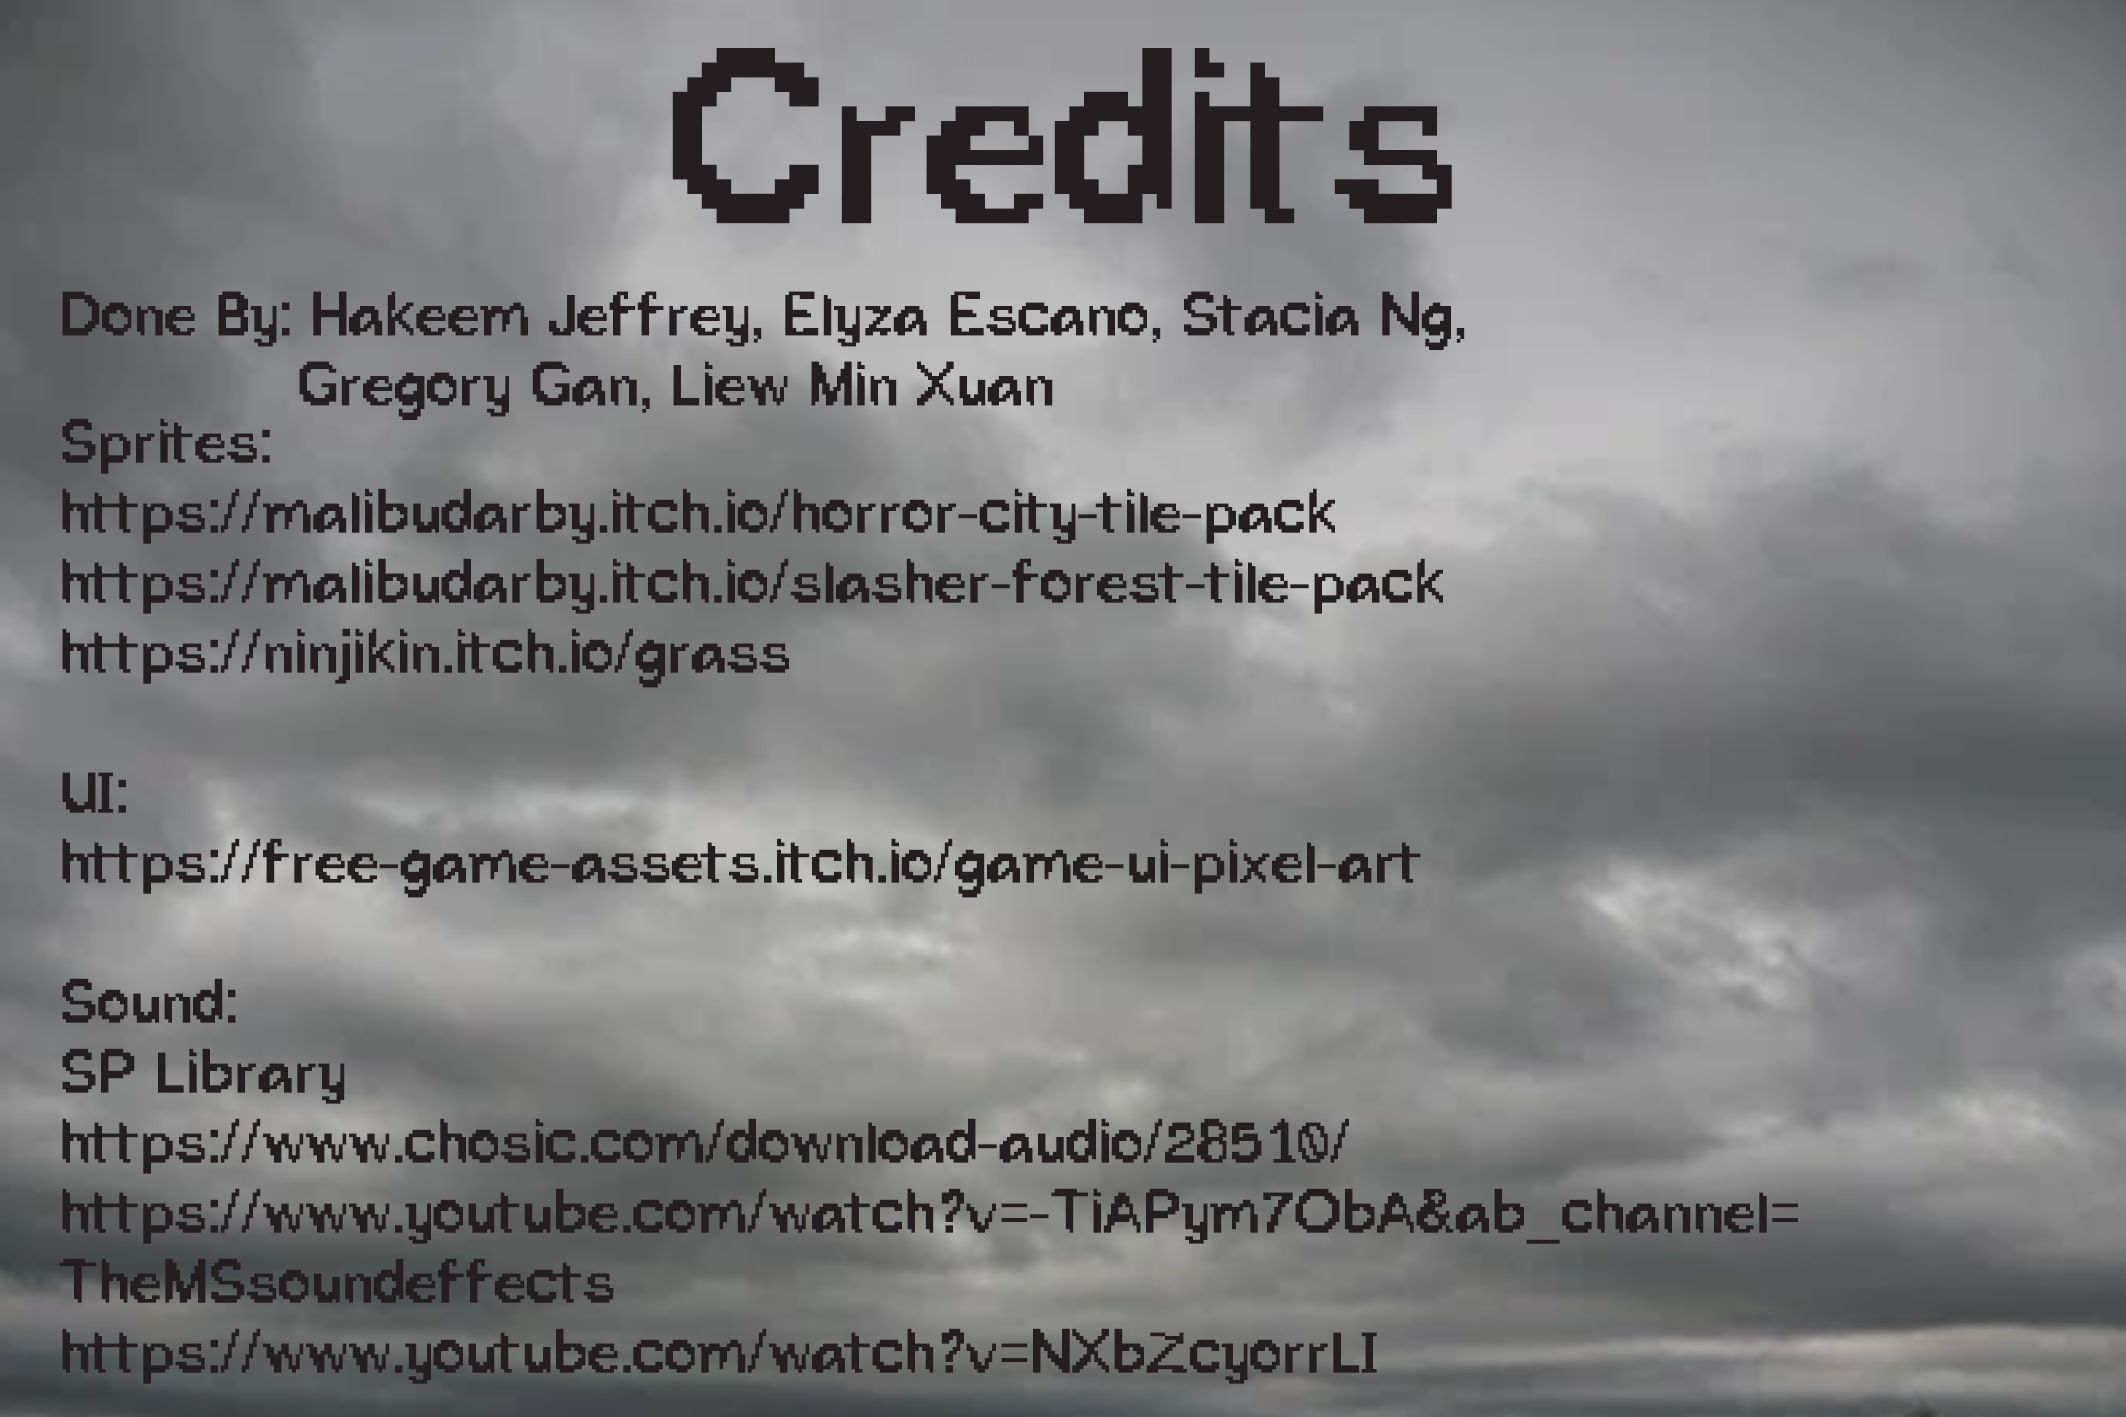 Credits
Done By: Hakeem Jeffrey, Elyza Escano, Stacia Ng,
Gregory Gan, Liew Min Xuan
Sprites:
https://malibudarby.itch.io/horror-city-tile-pack
https://malibudarby.itch.io/slasher-forest-tile-pack
https://ninjikin.itch.io/grass
UI:
https://free-game-assets.itch.io/game-ui-pixel-art
Sound:
SP Library
https://www.chosic.com/download-audio/28510/
https://www.youtube.com/watch?v=-TiAPym7ObA&ab_channel=
TheMSsoundeffects
https://www.youtube.com/watch?v=NXbZcyorrLI